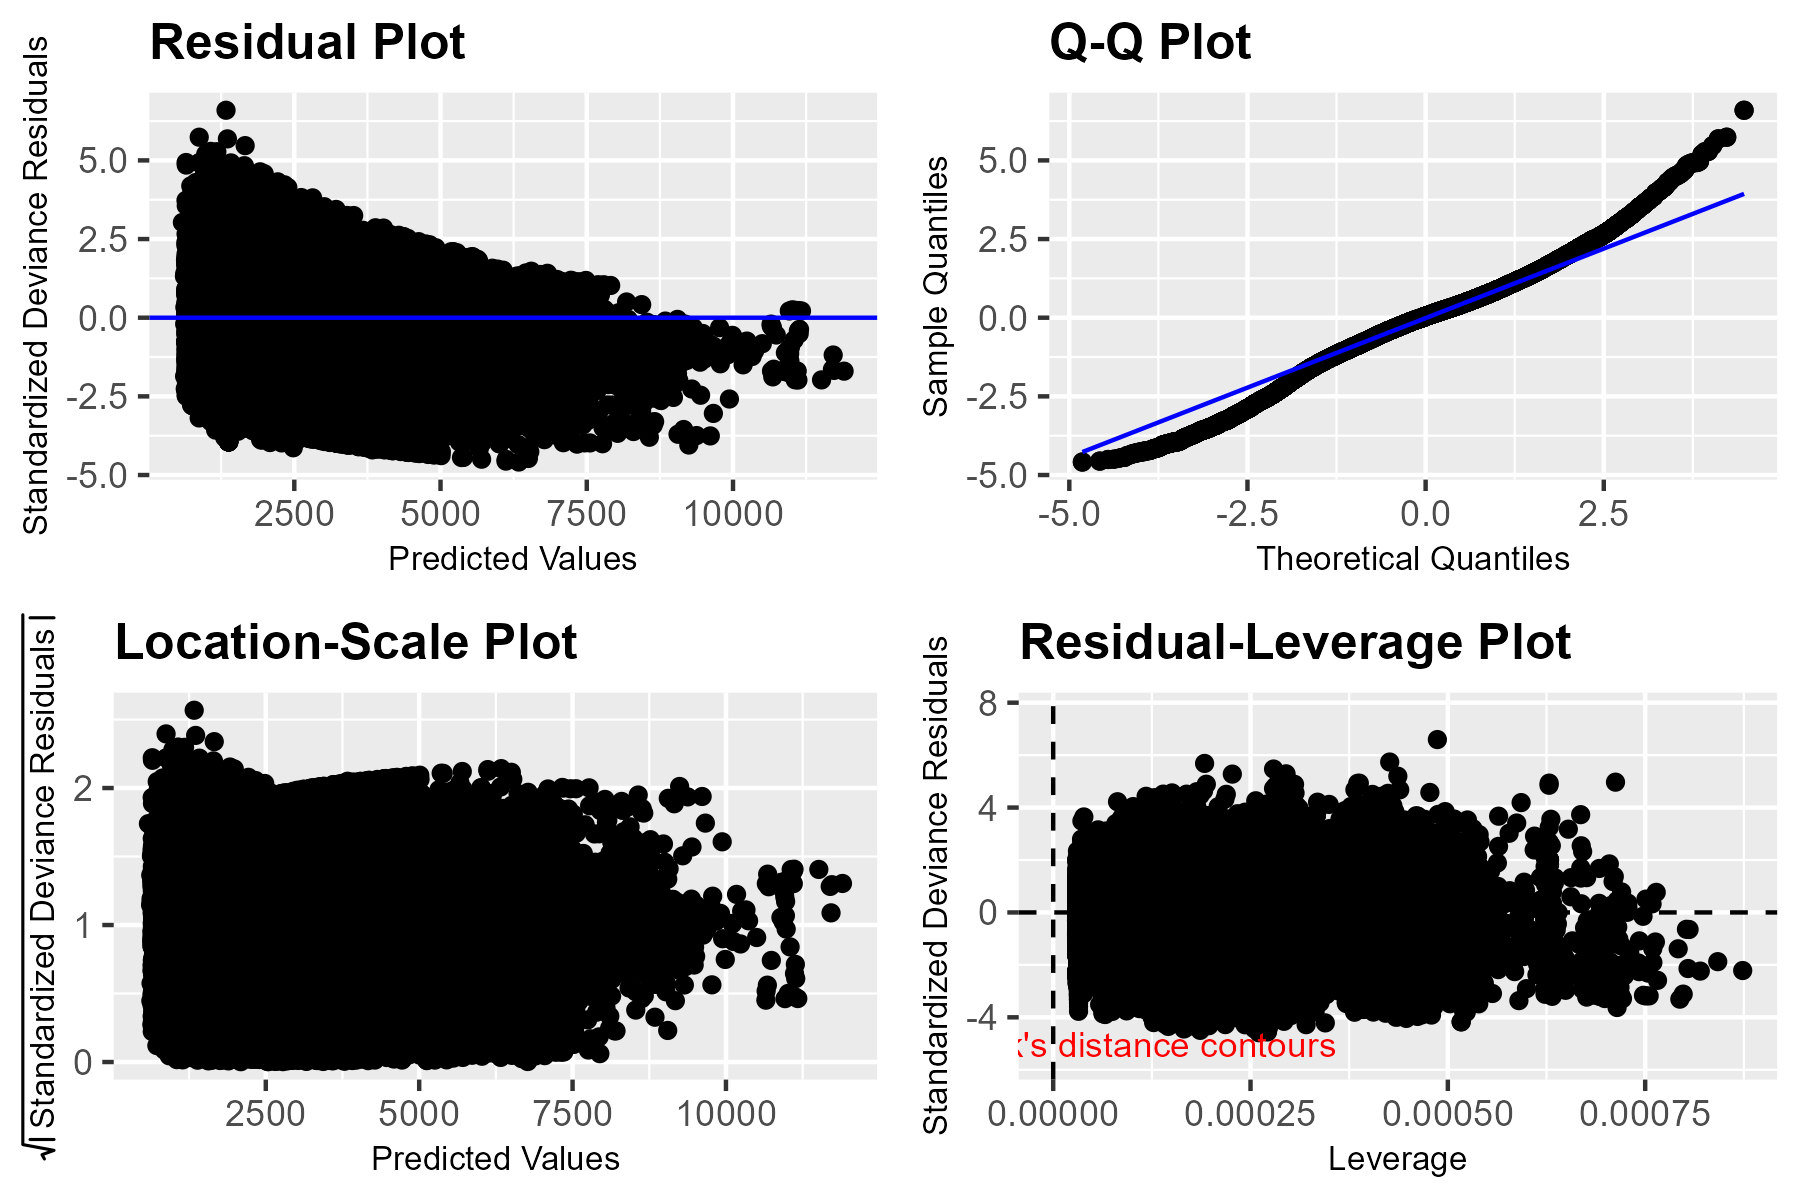 Residual Plot
Standardized Deviance Residuals
5.0
2.5
0.0
-2.5
-5.0
2500 5000 7500 10000
Predicted Values
Q-Q Plot
Sample Quantiles
5.0
2.5
0.0
-2.5
-5.0
-5.0 -2.5 0.0 2.5
Theoretical Quantiles
Location-Scale Plot
√|Standardized Deviance Residuals|
2
1
0
2500 5000 7500 10000
Predicted Values
Residual-Leverage Plot
Standardized Deviance Residuals
8
4
0
-4
's distance contours
0.00000 0.00025 0.00050 0.00075
Leverage